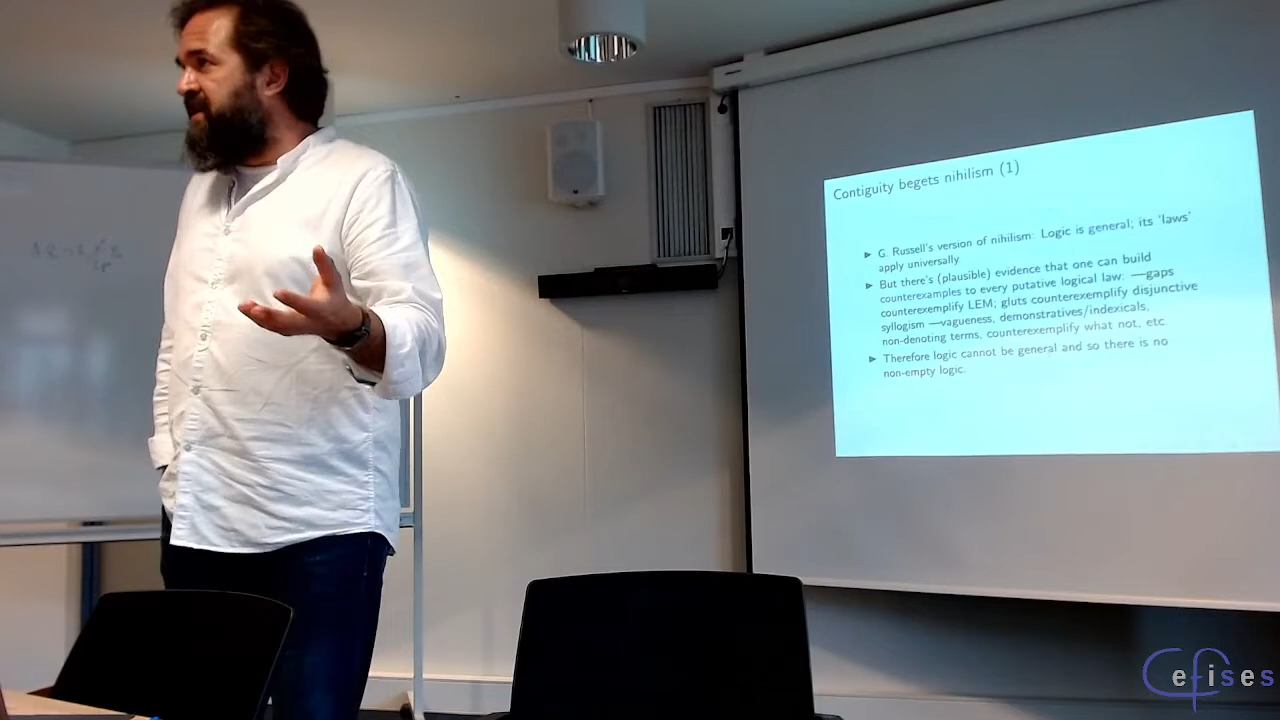 Contiguity begets nihilism (1)
► G. Russell's version of nihilism: Logic is general; its 'laws'
apply universally
► But there's (plausible) evidence that one can build
counterexamples to every putative logical law: —gaps
counterexemplify LEM; gluts counterexemplify disjunctive
syllogism —vagueness, demonstratives/indexicals,
non-denoting terms, counterexemplify what not, etc
► Therefore logic cannot be general and so there is no
non-empty logic.
Cefises